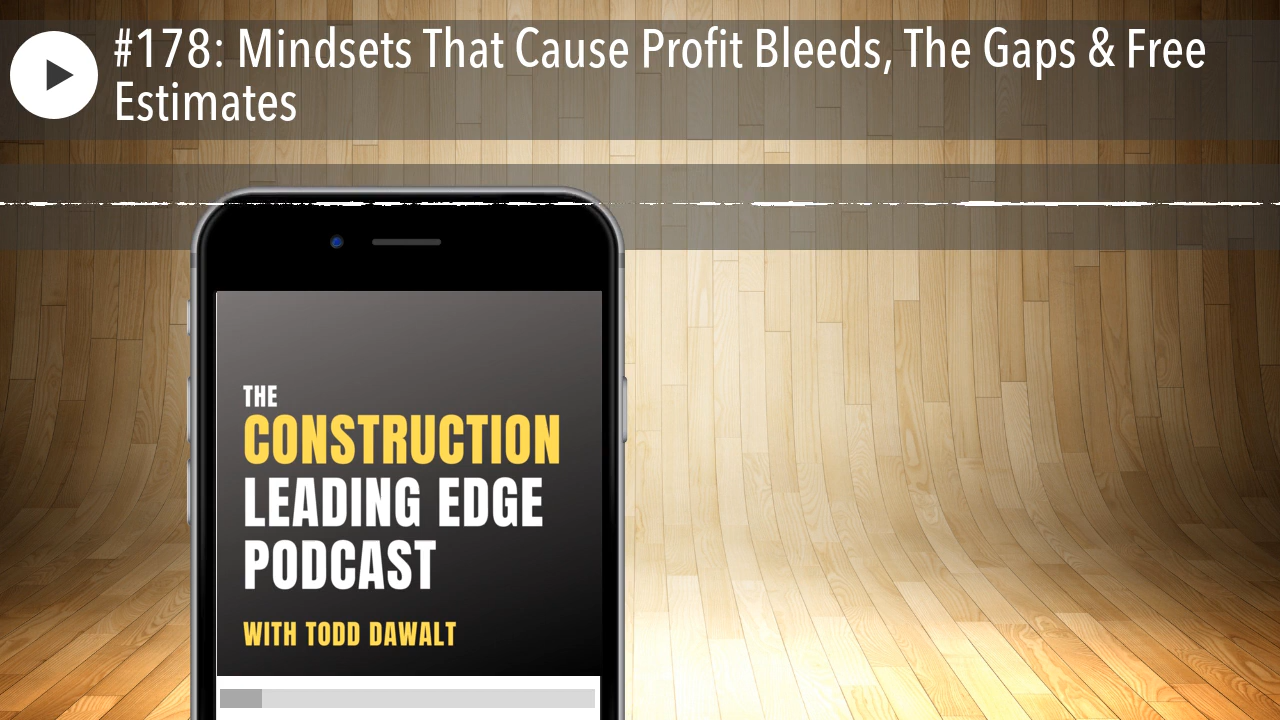 #178: Mindsets That Cause Profit Bleeds, The Gaps & Free
Estimates
THE
CONSTRUCTION
LEADING EDGE
PODCAST
WITH TODD DAWALT